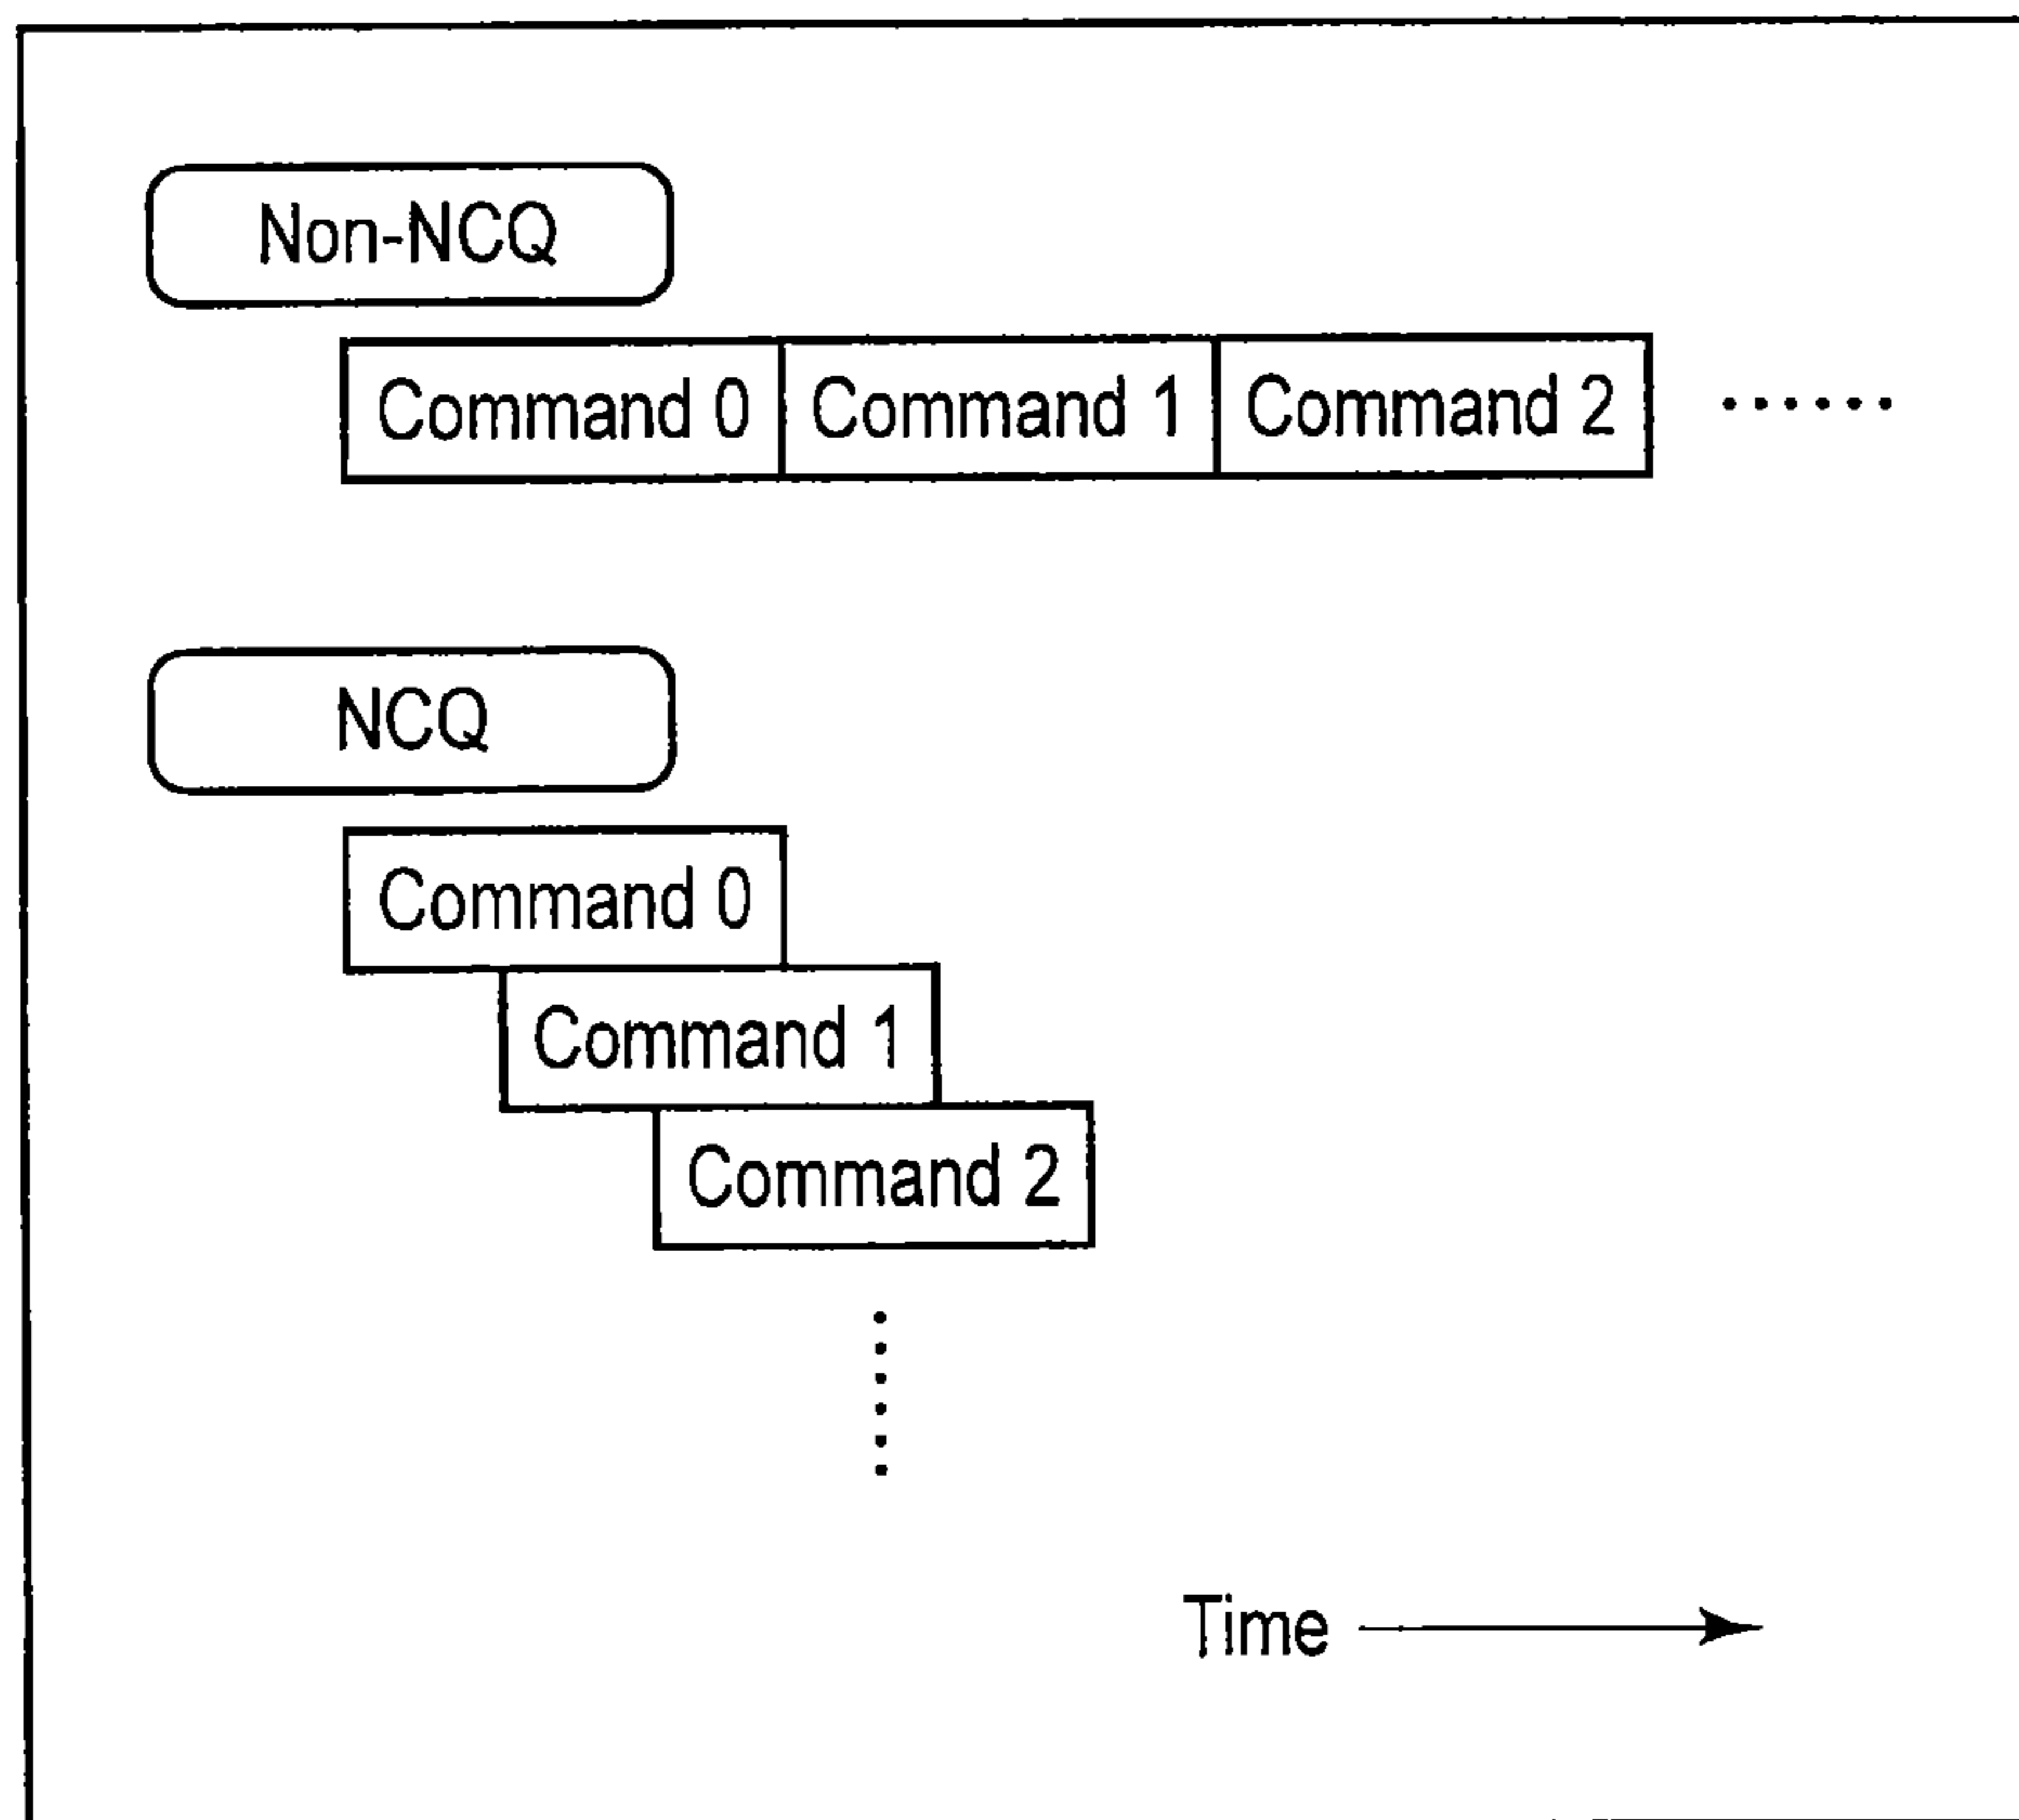 Non-NCQ
Command 0 Command 1 Command 2 ......
NCQ
Command 0
Command 1
Command 2
......
Time